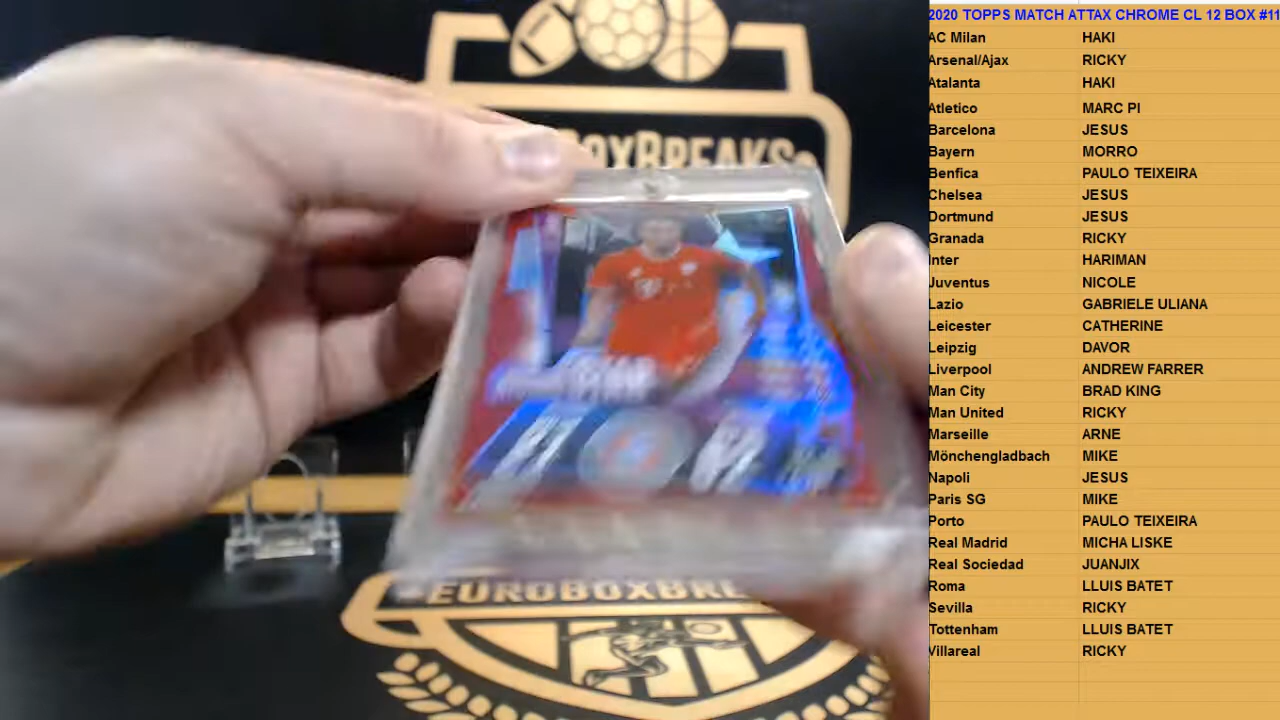 2020 TOPPS MATCH ATTAX CHROME CL 12 BOX #11
AC Milan HAKI
Arsenal/Ajax RICKY
Atalanta HAKI
Atletico MARC PI
Barcelona JESUS
Bayern MORRO
Benfica PAULO TEIXEIRA
Chelsea JESUS
Dortmund JESUS
Granada RICKY
Inter HARIMAN
Juventus NICOLE
Lazio GABRIELE ULIANA
Leicester CATHERINE
Leipzig DAVOR
Liverpool ANDREW FARRER
Man City BRAD KING
Man United RICKY
Marseille ARNE
Mönchengladbach MIKE
Napoli JESUS
Paris SG MIKE
Porto PAULO TEIXEIRA
Real Madrid MICHA LISKE
Real Sociedad JUANJIX
Roma LLUIS BATET
Sevilla RICKY
Tottenham LLUIS BATET
Villareal RICKY
OXBREAKS
EUROBOXBRE